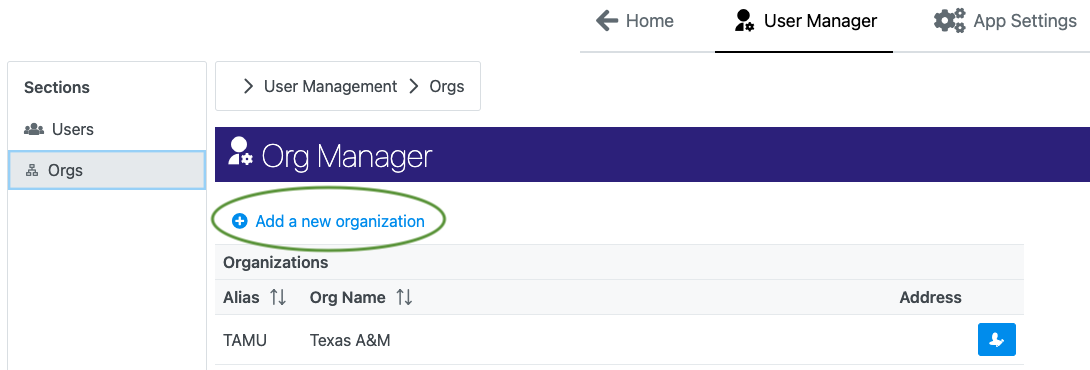 Home User Manager App Settings
Sections
Users
Orgs
User Management Orgs
Org Manager
Add a new organization
Organizations
Alias Org Name Address
TAMU Texas A&M